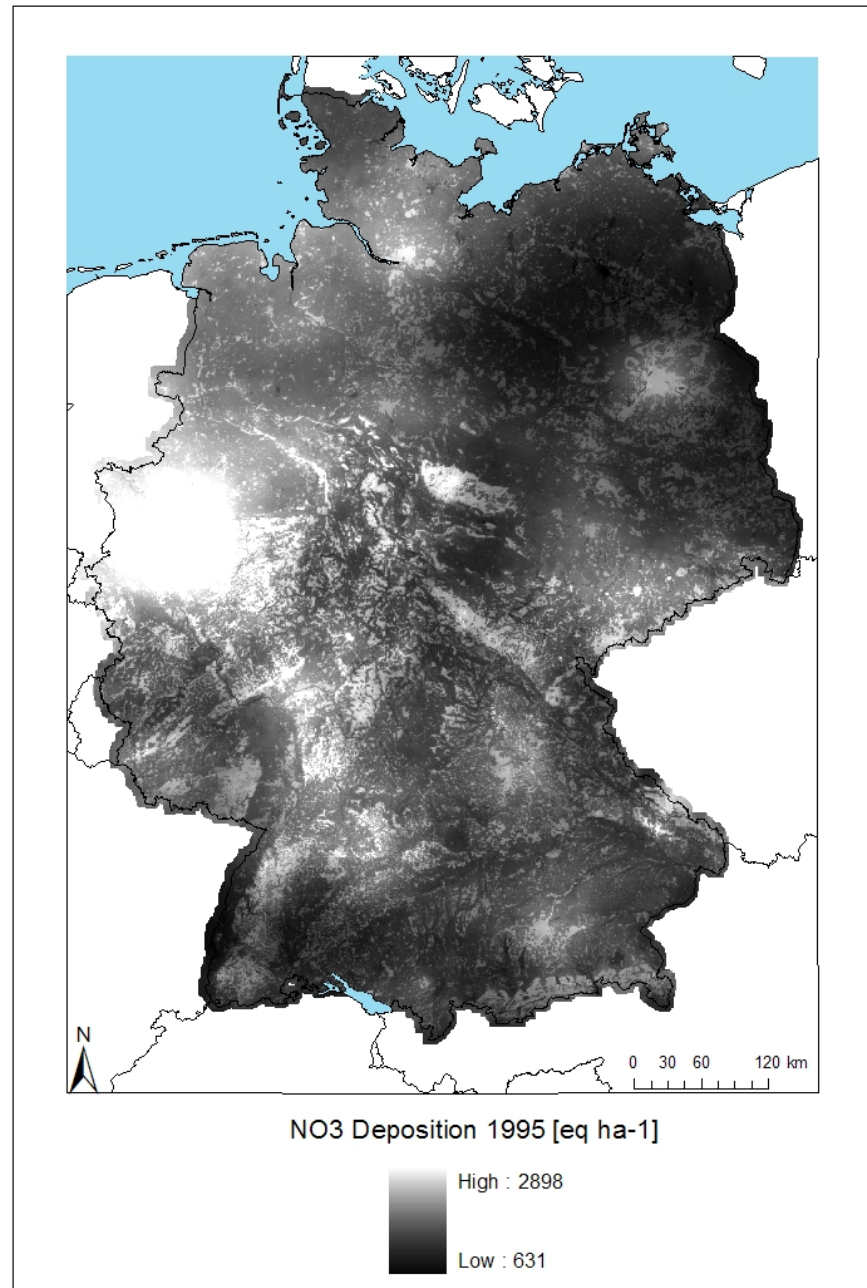 N
0 30 60 120 km
NO3 Deposition 1995 [eq ha-1]
High : 2898
Low : 631